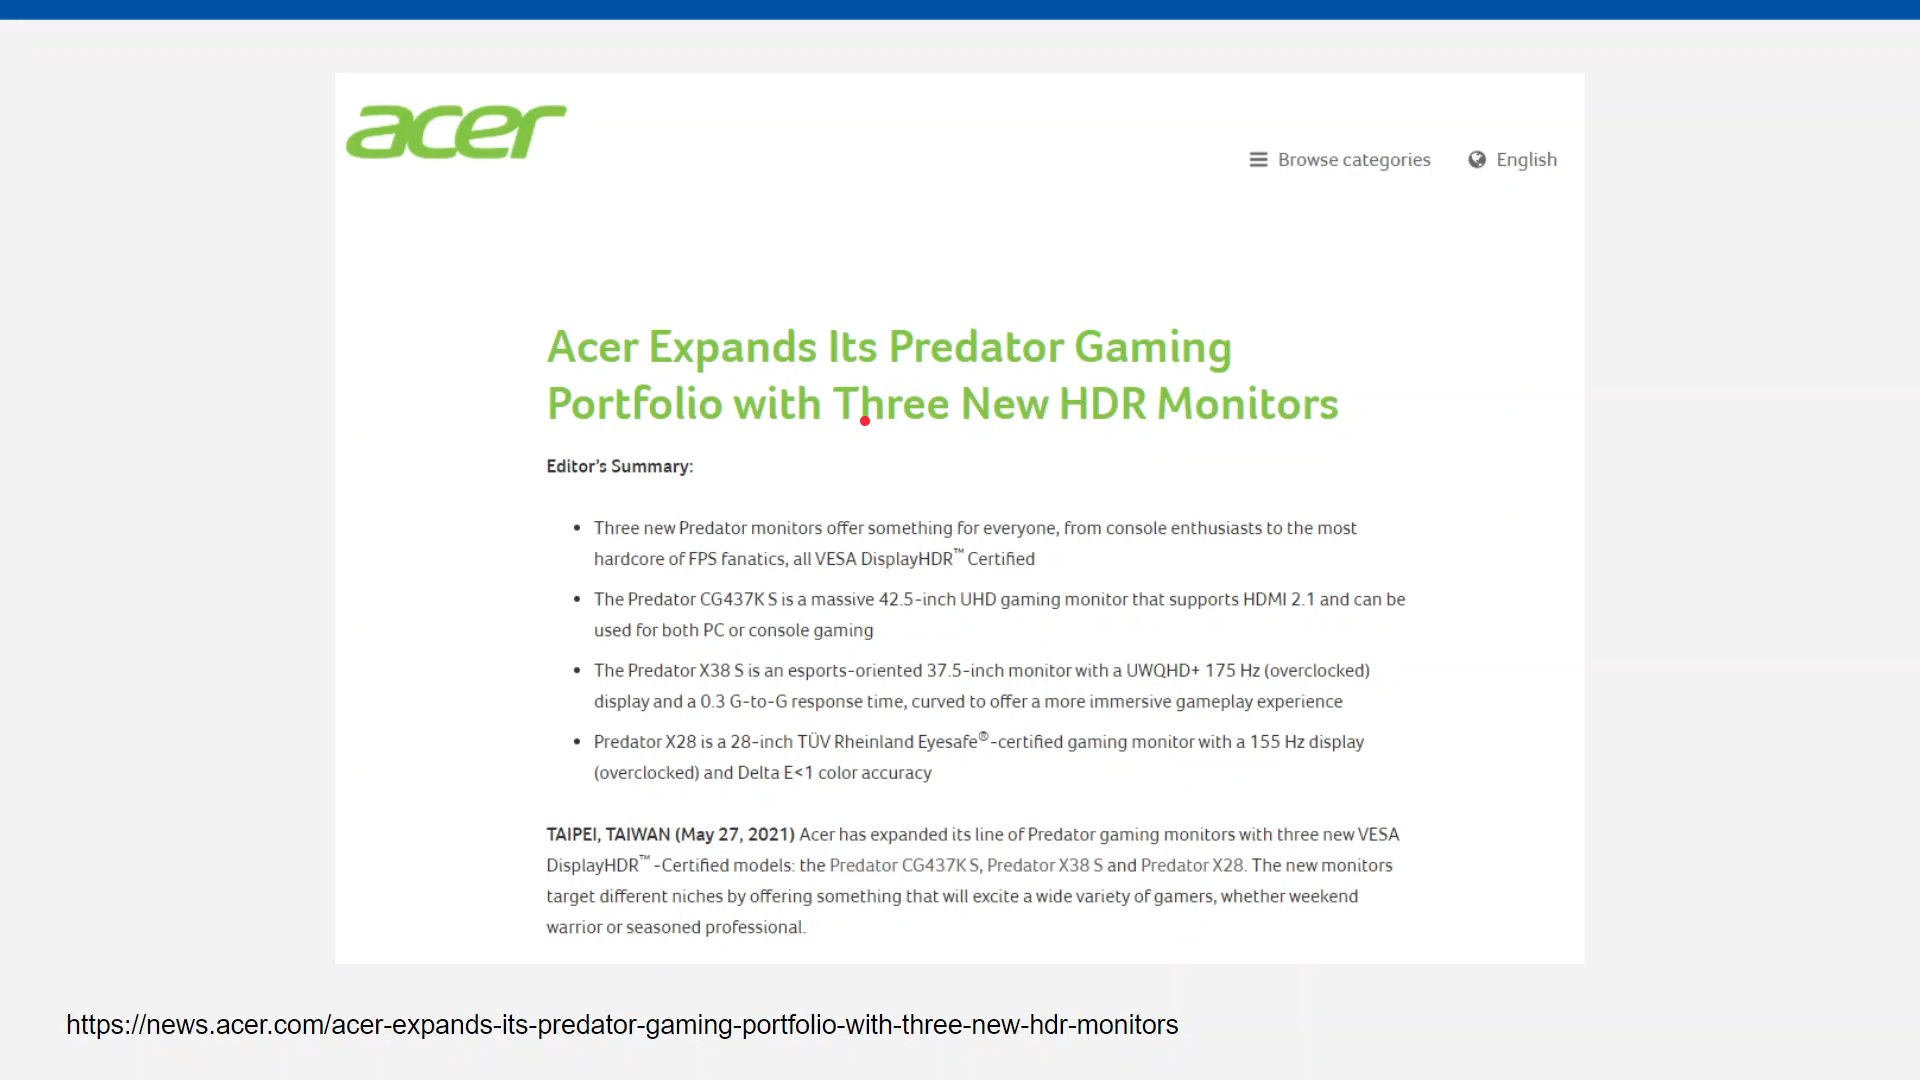 acer
Browse categories
English
Acer Expands Its Predator Gaming
Portfolio with Three New HDR Monitors
Editor’s Summary:
• Three new Predator monitors offer something for everyone, from console enthusiasts to the most
hardcore of FPS fanatics, all VESA DisplayHDR™ Certified
• The Predator CG437K S is a massive 42.5-inch UHD gaming monitor that supports HDMI 2.1 and can be
used for both PC or console gaming
• The Predator X38 S is an esports-oriented 37.5-inch monitor with a UWQHD+ 175 Hz (overclocked)
display and a 0.3 G-to-G response time, curved to offer a more immersive gameplay experience
• Predator X28 is a 28-inch TÜV Rheinland Eyesafe®-certified gaming monitor with a 155 Hz display
(overclocked) and Delta E<1 color accuracy
TAIPEI, TAIWAN (May 27, 2021) Acer has expanded its line of Predator gaming monitors with three new VESA
DisplayHDR™ -Certified models: the Predator CG437K S, Predator X38 S and Predator X28. The new monitors
target different niches by offering something that will excite a wide variety of gamers, whether weekend
warrior or seasoned professional.
https://news.acer.com/acer-expands-its-predator-gaming-portfolio-with-three-new-hdr-monitors